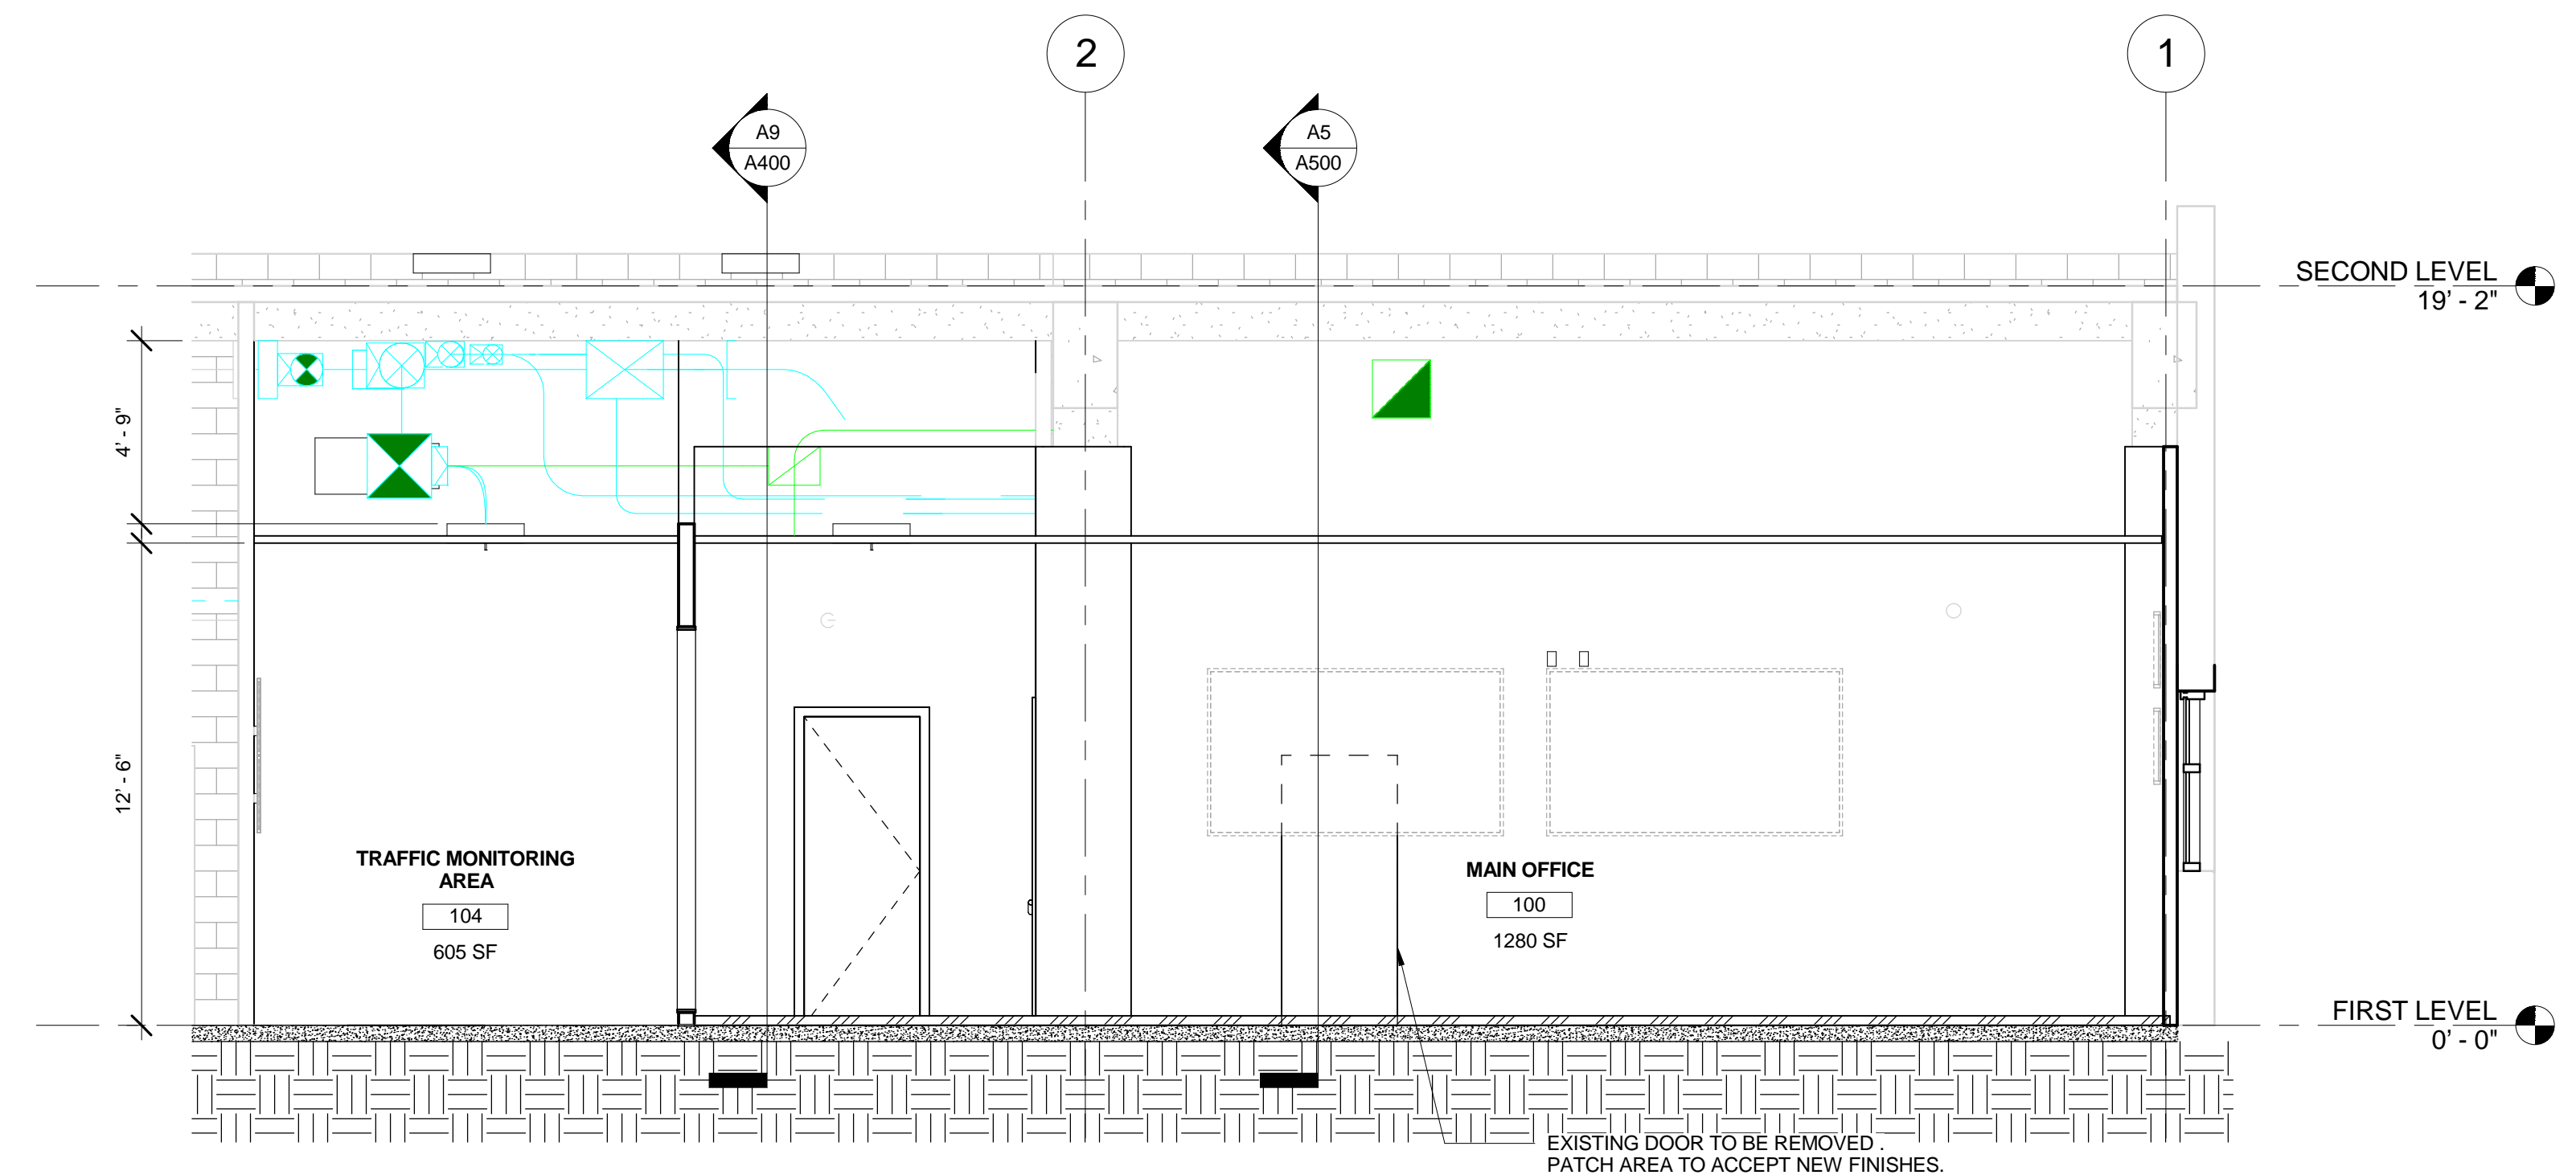 2
1
A9
A400
A5
A500
SECOND LEVEL
19' - 2"
4' - 9"
12' - 6"
TRAFFIC MONITORING
AREA
104
605 SF
MAIN OFFICE
100
1280 SF
FIRST LEVEL
0' - 0"
EXISTING DOOR TO BE REMOVED .
PATCH AREA TO ACCEPT NEW FINISHES.